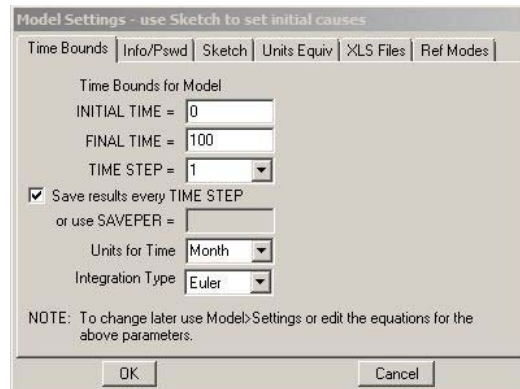 Model Settings - use Sketch to set initial causes
Time Bounds Info/Pswd Sketch Units Equiv XLS Files Ref Modes
Time Bounds for Model
INITIAL TIME = 0
FINAL TIME = 100
TIME STEP = 1
Save results every TIME STEP
or use SAVEPER =
Units for Time Month
Integration Type Euler
NOTE: To change later use Model>Settings or edit the equations for the
above parameters.
OK Cancel